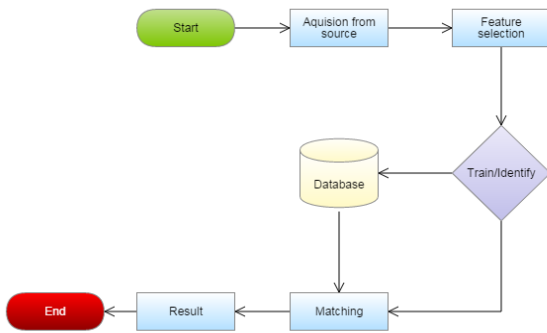 Start
Aquision from
source
Feature
selection
Train/Identify
Database
Matching
Result
End